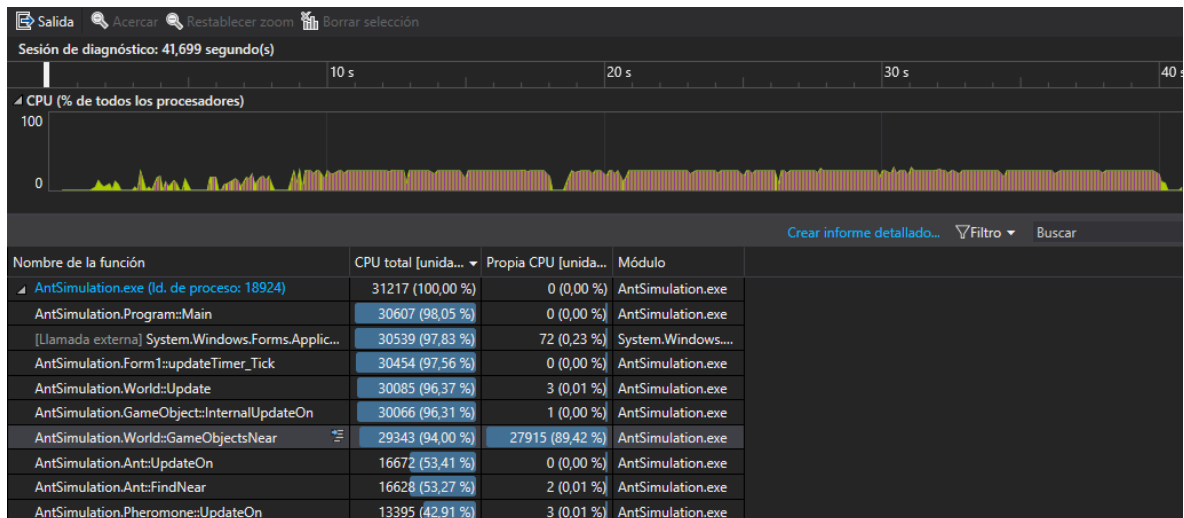 Salida Acercar Restablecer zoom Borrar selección
Sesión de diagnóstico: 41,699 segundo(s)
10 s 20 s 30 s 40 s
CPU (% de todos los procesadores)
100
0
Crear informe detallado... Filtro Buscar
Nombre de la función CPU total [unida... Propia CPU [unida... Módulo
AntSimulation.exe (Id. de proceso: 18924) 31217 (100,00 %) 0 (0,00 %) AntSimulation.exe
AntSimulation.Program::Main 30607 (98,05 %) 0 (0,00 %) AntSimulation.exe
[Llamada externa] System.Windows.Forms.Applic... 30539 (97,83 %) 72 (0,23 %) System.Windows....
AntSimulation.Form1::updateTimer_Tick 30454 (97,56 %) 0 (0,00 %) AntSimulation.exe
AntSimulation.World::Update 30085 (96,37 %) 3 (0,01 %) AntSimulation.exe
AntSimulation.GameObject::InternalUpdateOn 30066 (96,31 %) 1 (0,00 %) AntSimulation.exe
AntSimulation.World::GameObjectsNear 29343 (94,00 %) 27915 (89,42 %) AntSimulation.exe
AntSimulation.Ant::UpdateOn 16672 (53,41 %) 0 (0,00 %) AntSimulation.exe
AntSimulation.Ant::FindNear 16628 (53,27 %) 2 (0,01 %) AntSimulation.exe
AntSimulation.Pheromone::UpdateOn 13395 (42,91 %) 3 (0,01 %) AntSimulation.exe